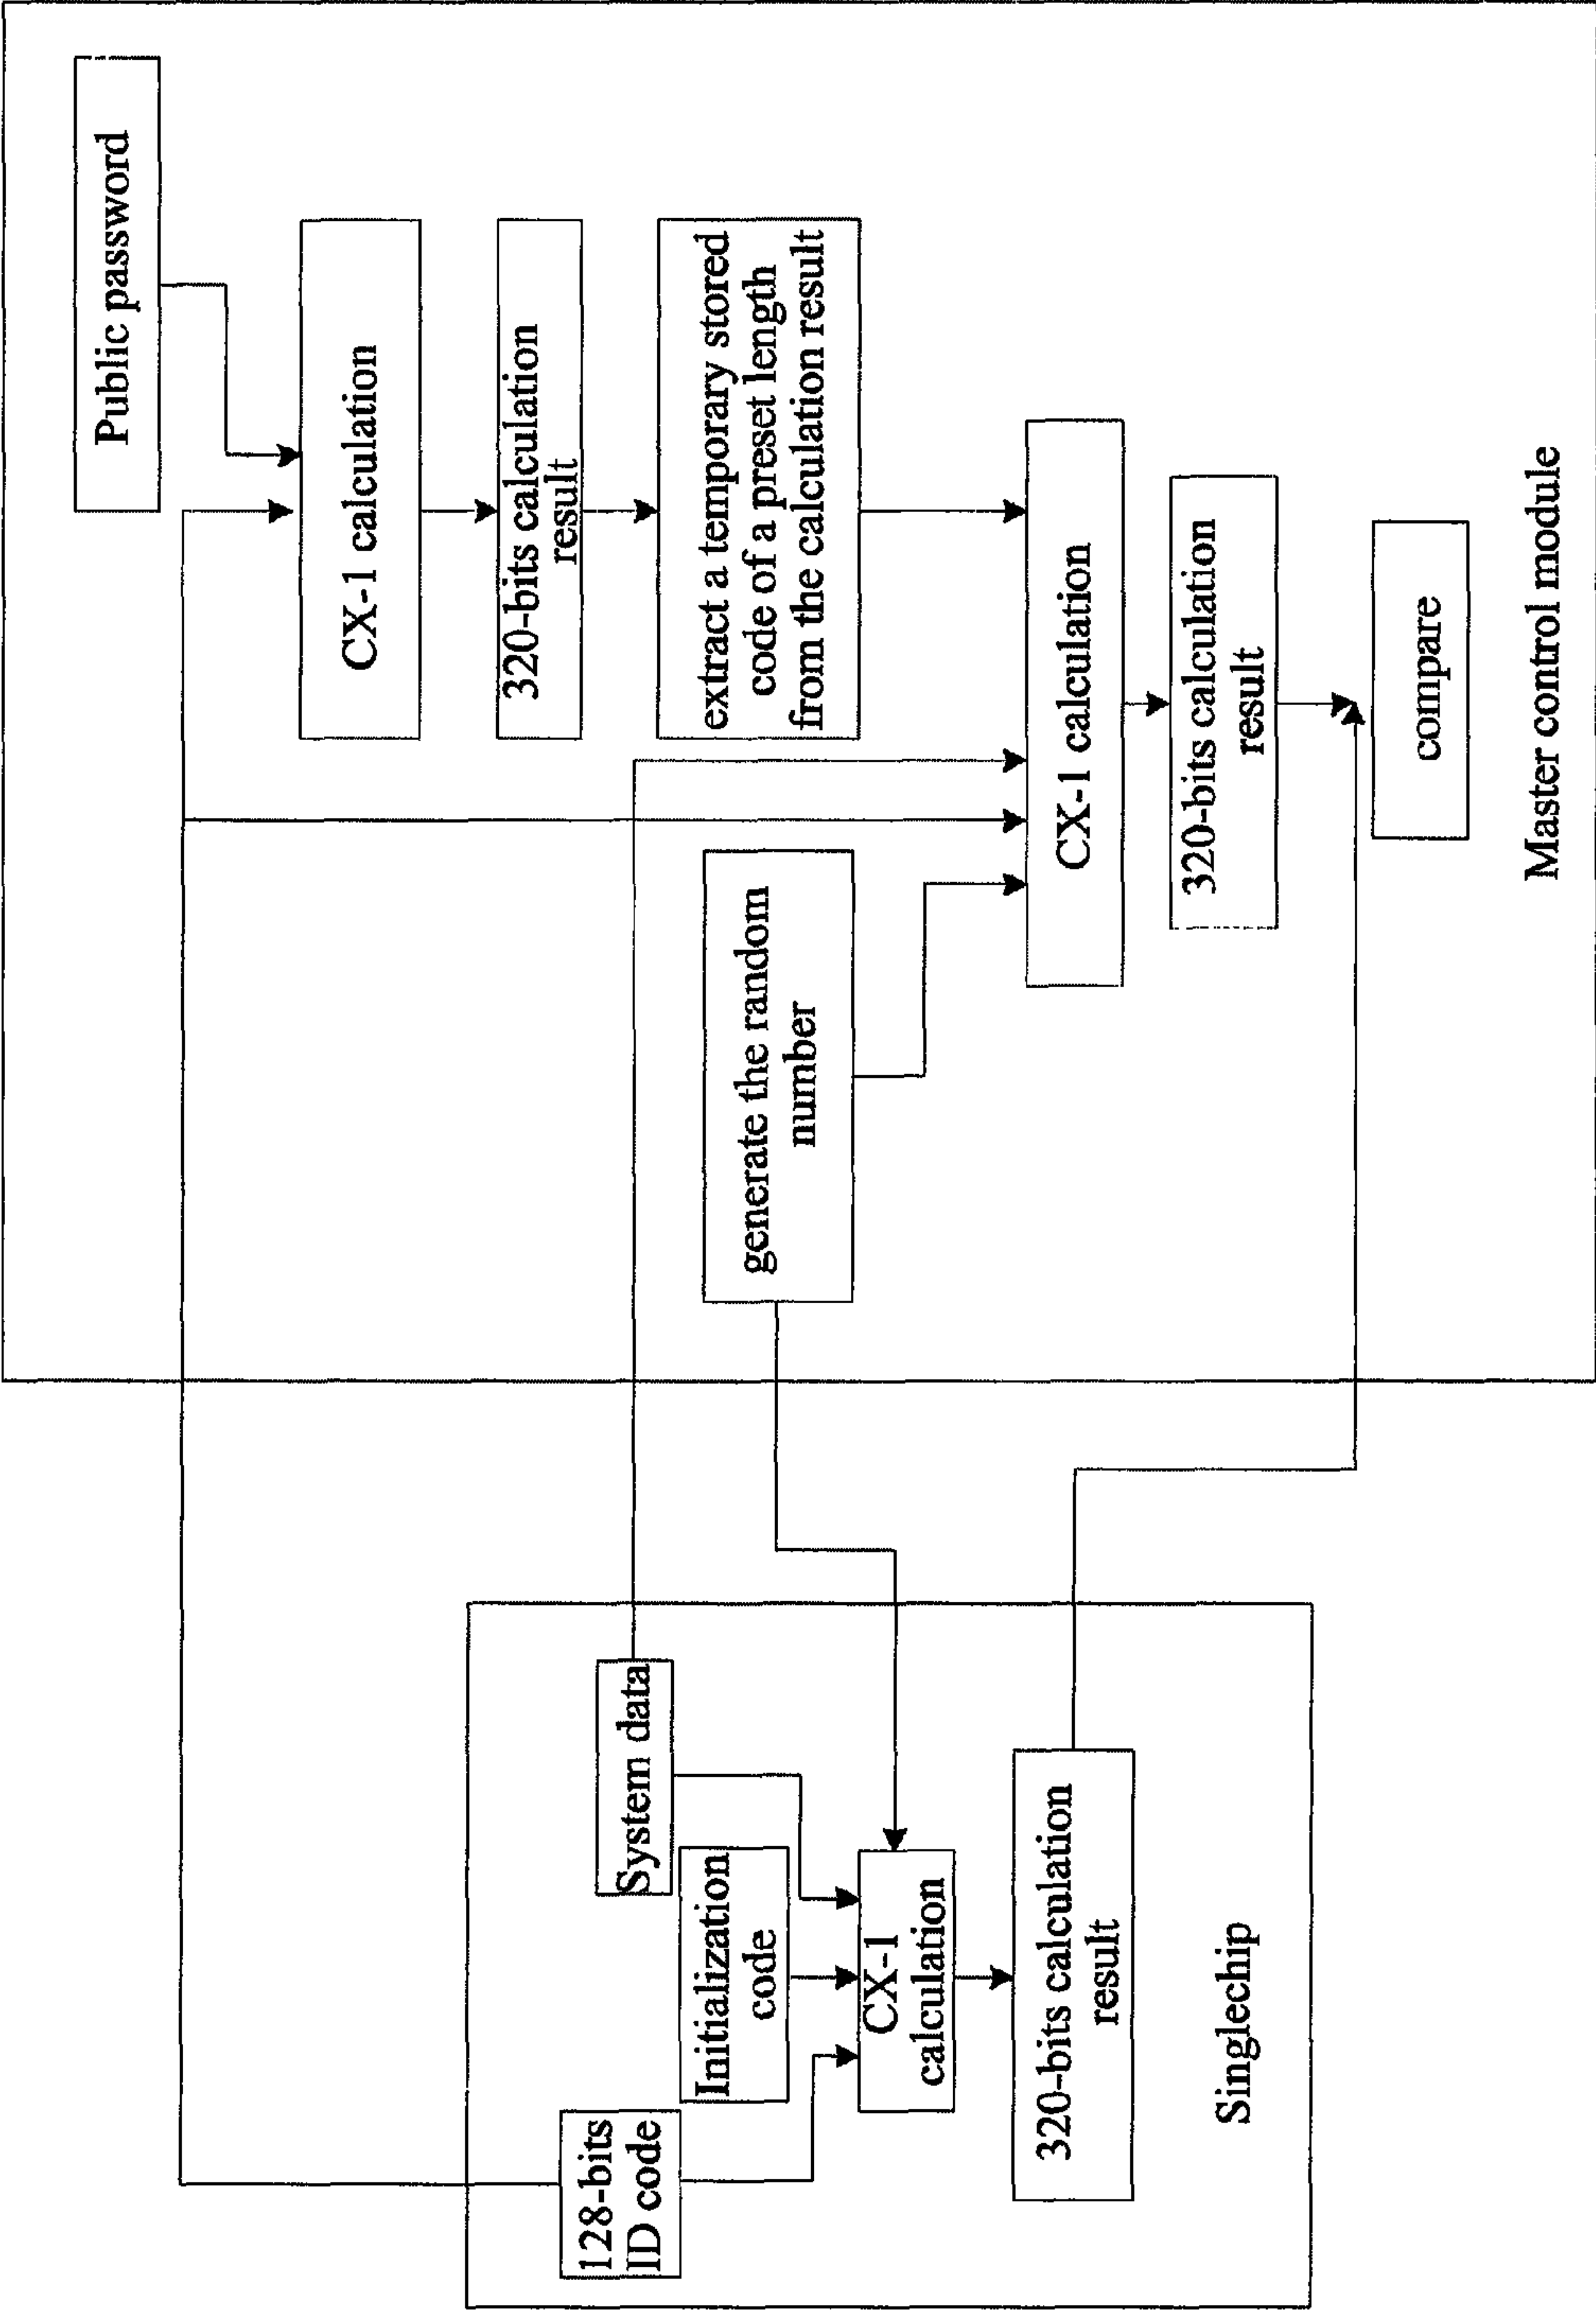 128-bits
ID code
Initialization
code
System data
CX-1
calculation
320-bits calculation
result
Singlechip
Public password
CX-1 calculation
320-bits calculation
result
extract a temporary stored
code of a preset length
from the calculation result
generate the random
number
CX-1 calculation
320-bits calculation
result
compare
Master control module